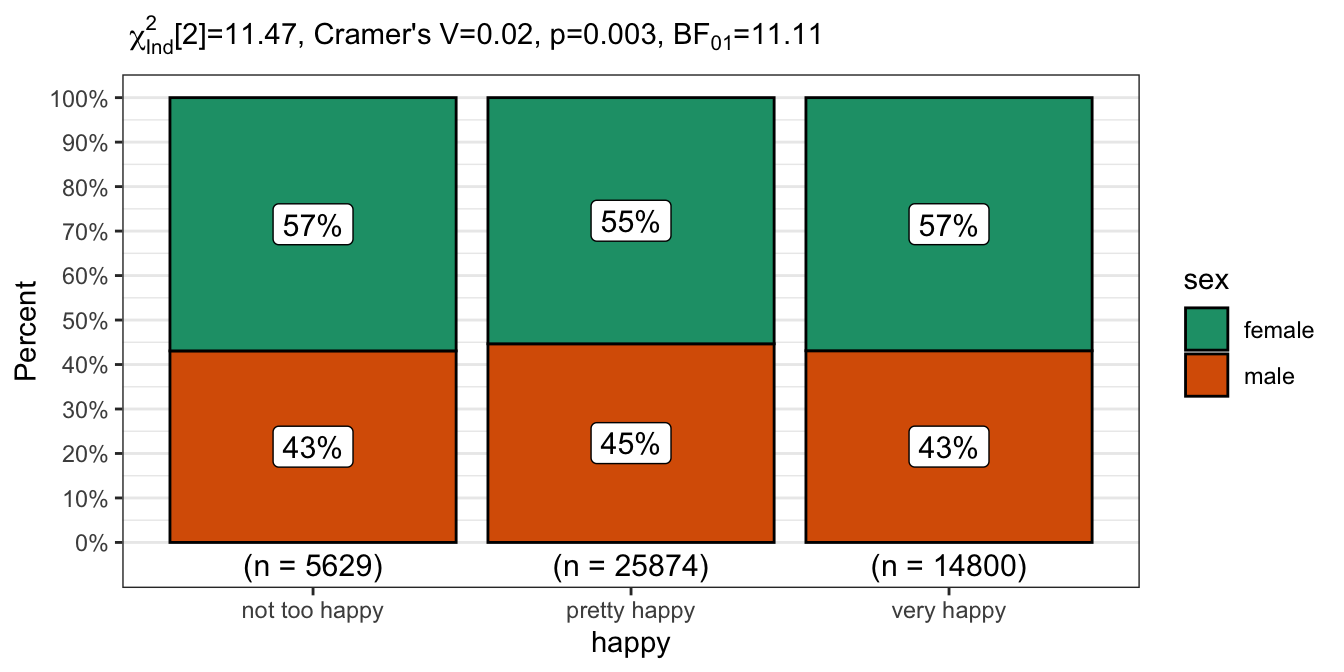 χ²Ind[2]=11.47, Cramer's V=0.02, p=0.003, BF₀₁=11.11
100%
90%
80%
70%
60%
50%
40%
30%
20%
10%
0%
Percent
57%
55%
57%
43%
45%
43%
(n = 5629)
(n = 25874)
(n = 14800)
not too happy
pretty happy
very happy
happy
sex
female
male